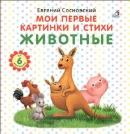 Евгений Сосновский
МОИ ПЕРВЫЕ
КАРТИНКИ И СТИХИ
ЖИВОТНЫЕ
6